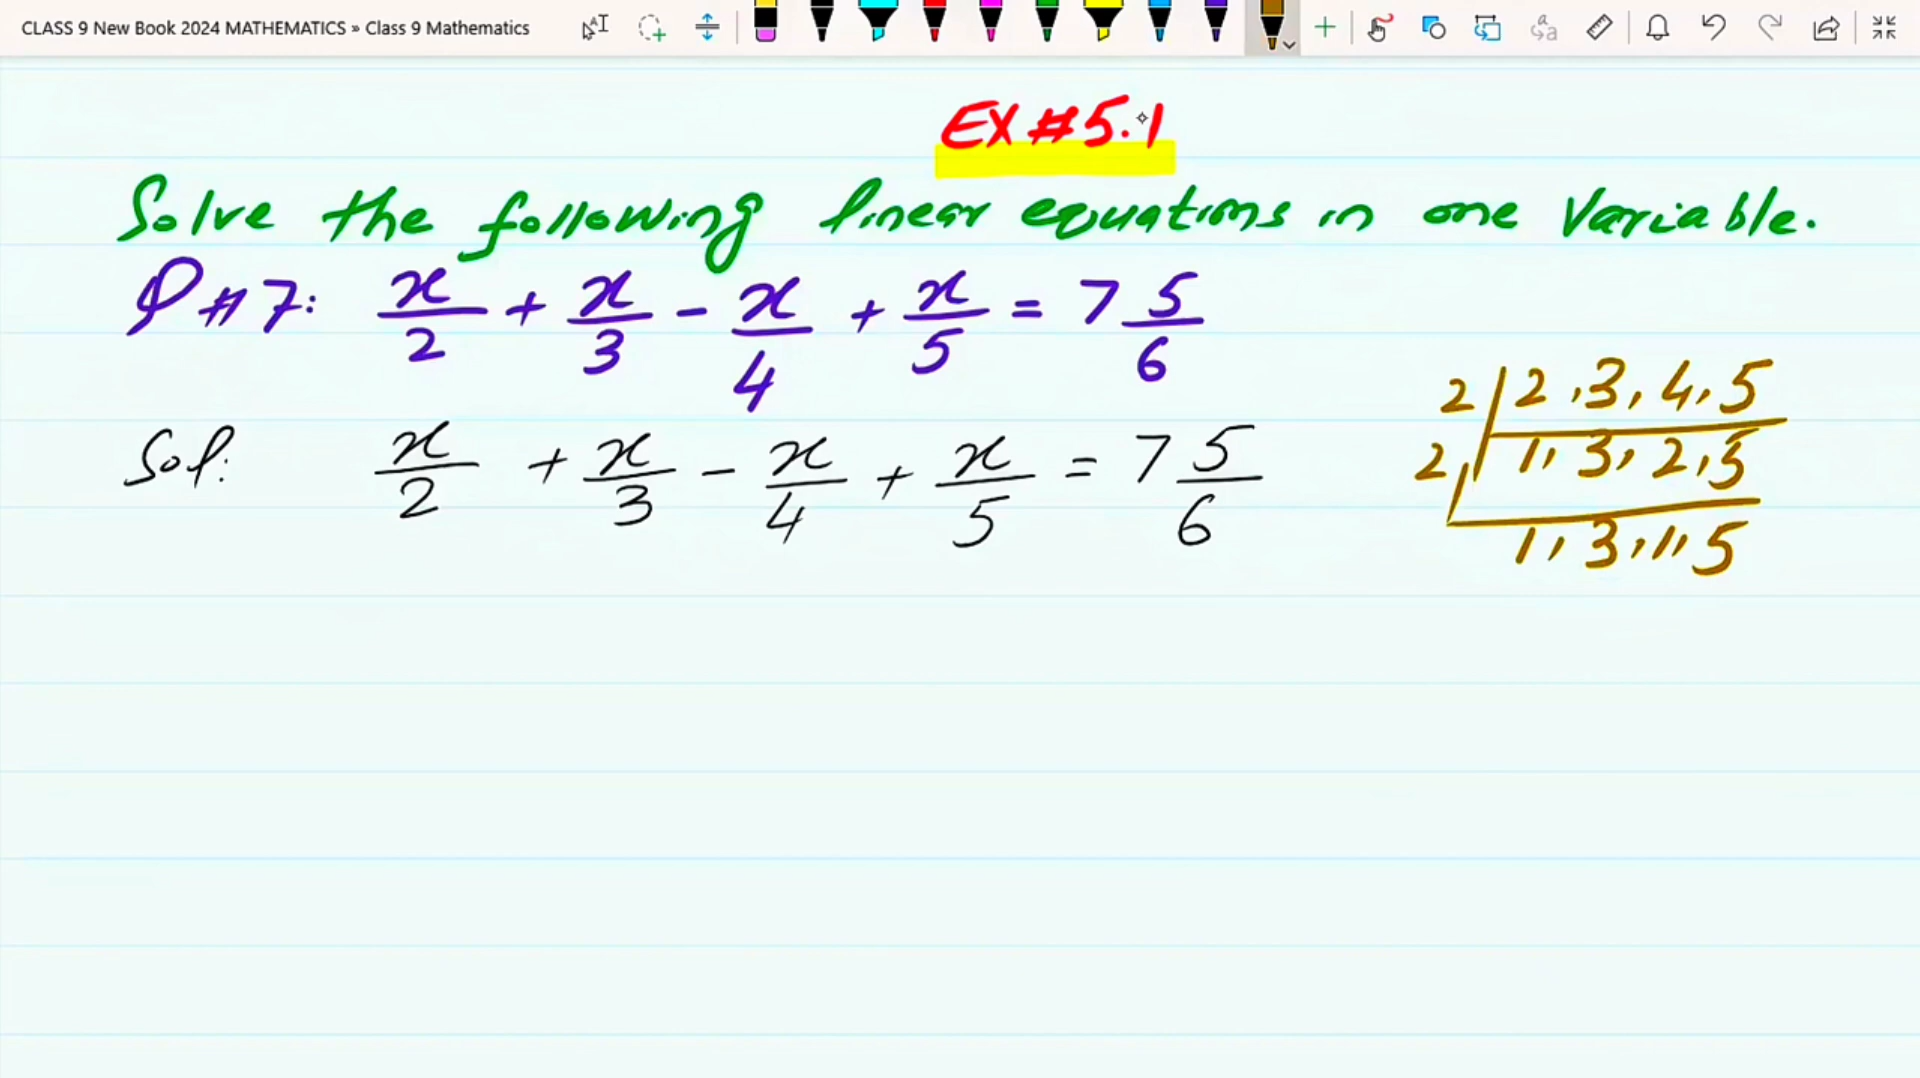 CLASS 9 New Book 2024 MATHEMATICS » Class 9 Mathematics
EX # 5.1
Solve the following linear equations in one Variable.
Q # 7: x/2 + x/3 - x/4 + x/5 = 7 5/6
Sol: x/2 + x/3 - x/4 + x/5 = 7 5/6
2 | 2, 3, 4, 5
2 | 1, 3, 2, 5
1, 3, 1, 5